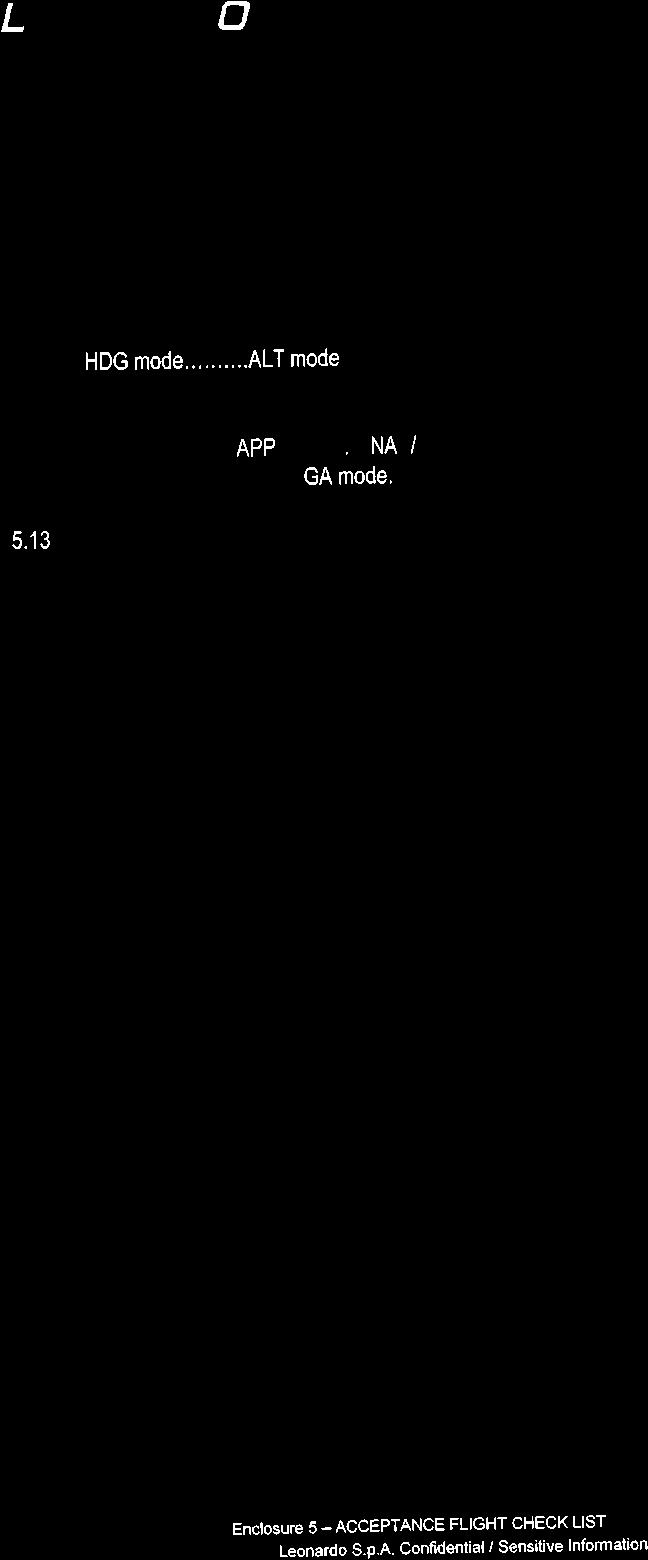 L O
HDG mode..........ALT mode
APP . NA /
GA mode.
5.13
Enclosure 5 – ACCEPTANCE FLIGHT CHECK LIST
Leonardo S.p.A. Confidential / Sensitive Information